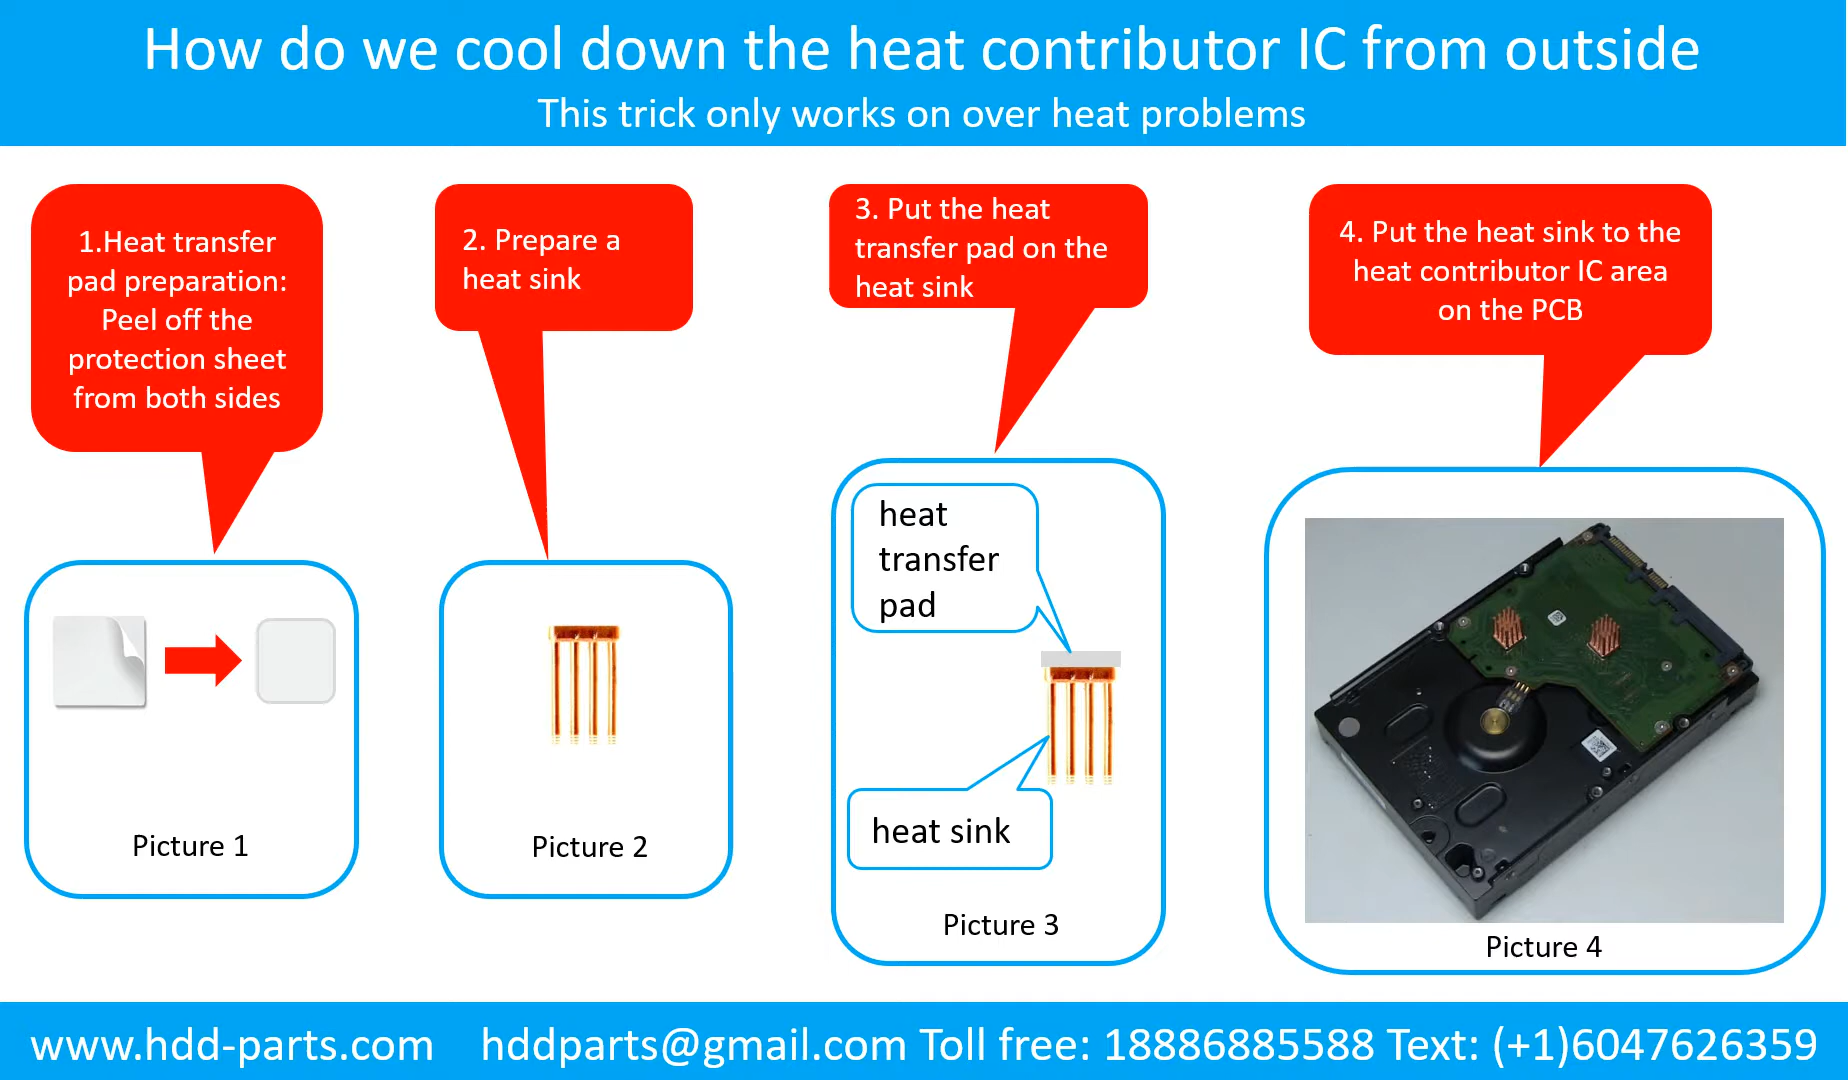 How do we cool down the heat contributor IC from outside
This trick only works on over heat problems
1.Heat transfer
pad preparation:
Peel off the
protection sheet
from both sides
2. Prepare a
heat sink
3. Put the heat
transfer pad on the
heat sink
4. Put the heat sink to the
heat contributor IC area
on the PCB
Picture 1
Picture 2
heat
transfer
pad
heat sink
Picture 3
Picture 4
www.hdd-parts.com hddparts@gmail.com Toll free: 18886885588 Text: (+1)6047626359